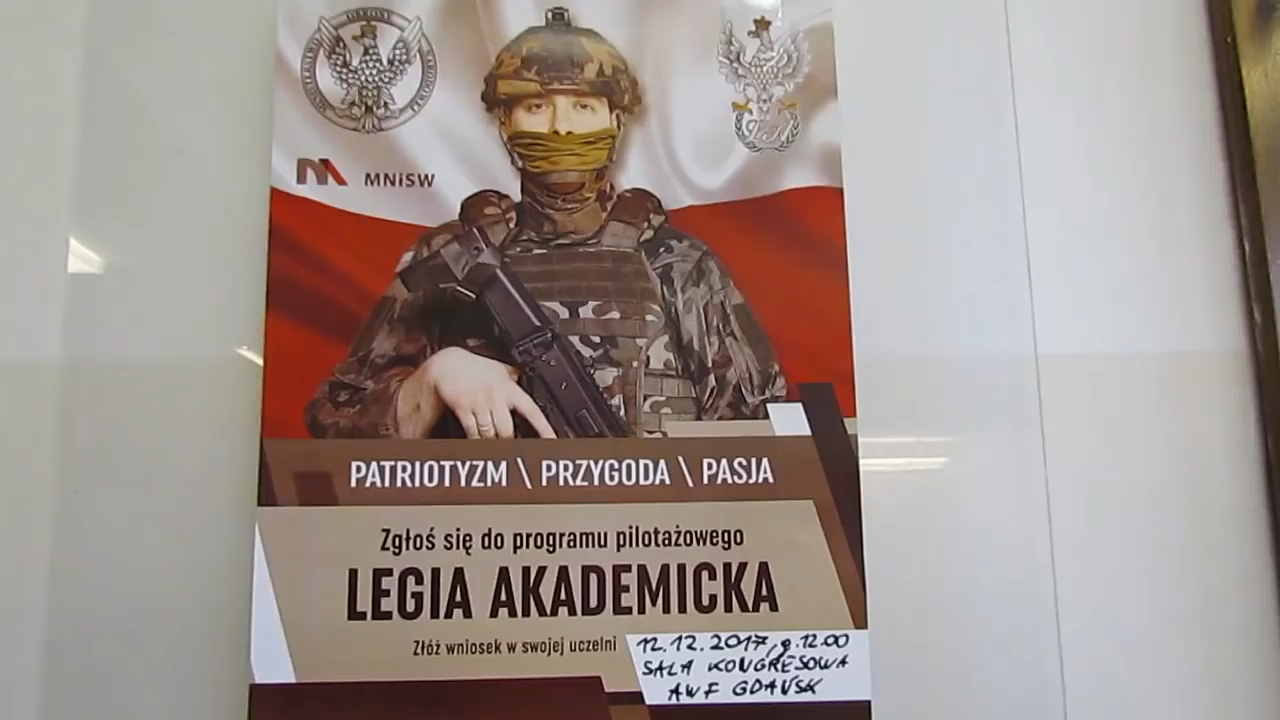 MNiSW
PATRIOTYZM \ PRZYGODA \ PASJA
Zgłoś się do programu pilotażowego
LEGIA AKADEMICKA
Złóż wniosek w swojej uczelni
12.12.2017, g. 12.00
SALA KONGRESOWA
AWF GDAŃSK